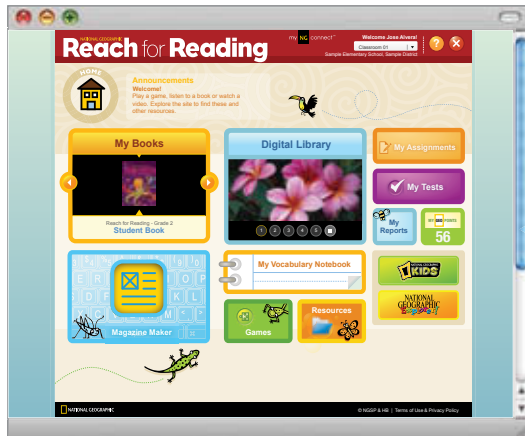 NATIONAL GEOGRAPHIC
Reach for Reading
my NG connect™
Welcome Jose Alvera!
Classroom 01
Sample Elementary School, Sample District
?
HOME
Announcements
Welcome!
Play a game, listen to a book or watch a
video. Explore the site to find these and
other resources.
My Books
Reach for Reading - Grade 2
Student Book
Digital Library
1 2 3 4 5
My Assignments
My Tests
My
Reports
POINTS
56
Magazine Maker
My Vocabulary Notebook
Games
Resources
KIDS
NATIONAL
GEOGRAPHIC
NATIONAL GEOGRAPHIC
© NGSP & HB | Terms of Use & Privacy Policy